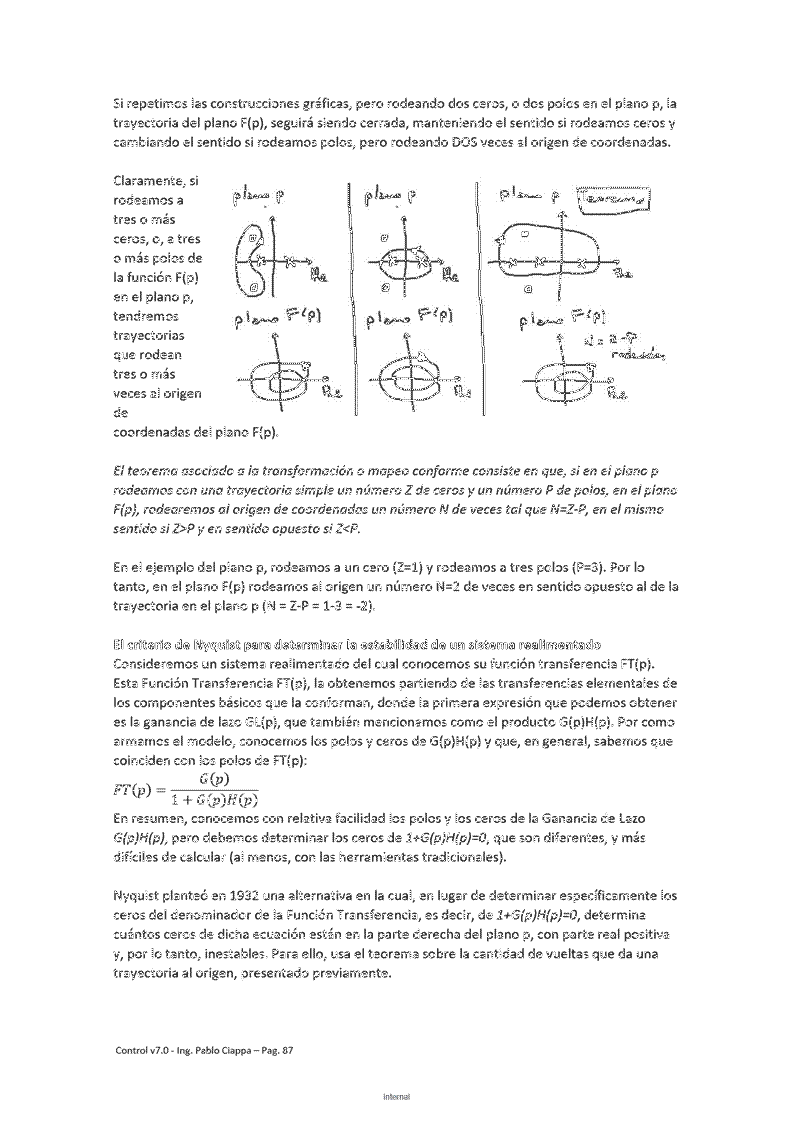 Si repetimos las construcciones gráficas, pero rodeando dos ceros, o dos polos en el plano p, la
trayectoria del plano F(p), seguirá siendo cerrada, manteniendo el sentido si rodeamos ceros y
cambiando el sentido si rodeamos polos, pero rodeando DOS veces al origen de coordenadas.
Claramente, si
rodeamos a
tres o más
ceros, o, a tres
o más polos de
la función F(p)
en el plano p,
tendremos
trayectorias
que rodean
tres o más
veces al origen
de
coordenadas del plano F(p).
plano p
Re
plano F(p)
Re
plano p
Re
plano F(p)
Re
plano p
Teorema
Re
plano F(p)
rodeados
Re
El teorema asociado a la transformación o mapeo conforme consiste en que, si en el plano p
rodeamos con una trayectoria simple un número Z de ceros y un número P de polos, en el plano
F(p), rodearemos al origen de coordenadas un número N de veces tal que N=Z-P, en el mismo
sentido si Z>P y en sentido opuesto si Z<P.
En el ejemplo del plano p, rodeamos a un cero (Z=1) y rodeamos a tres polos (P=3). Por lo
tanto, en el plano F(p) rodeamos al origen un número N=2 de veces en sentido opuesto al de la
trayectoria en el plano p (N = Z-P = 1-3 = -2).
El criterio de Nyquist para determinar la estabilidad de un sistema realimentado
Consideremos un sistema realimentado del cual conocemos su función transferencia FT(p).
Esta Función Transferencia FT(p), la obtenemos partiendo de las transferencias elementales de
los componentes básicos que la conforman, donde la primera expresión que podemos obtener
es la ganancia de lazo GL(p), que también mencionamos como el producto G(p)H(p). Por como
armamos el modelo, conocemos los polos y ceros de G(p)H(p) y que, en general, sabemos que
coinciden con los polos de FT(p):
FT(p) = G(p) / (1 + G(p)H(p))
En resumen, conocemos con relativa facilidad los polos y los ceros de la Ganancia de Lazo
G(p)H(p), pero debemos determinar los ceros de 1+G(p)H(p)=0, que son diferentes, y más
difíciles de calcular (al menos, con las herramientas tradicionales).
Nyquist planteó en 1932 una alternativa en la cual, en lugar de determinar específicamente los
ceros del denominador de la Función Transferencia, es decir, de 1+G(p)H(p)=0, determina
cuántos ceros de dicha ecuación están en la parte derecha del plano p, con parte real positiva
y, por lo tanto, inestables. Para ello, usa el teorema sobre la cantidad de vueltas que da una
trayectoria al origen, presentado previamente.
Control v7.0 - Ing. Pablo Ciappa – Pag. 87
Internal